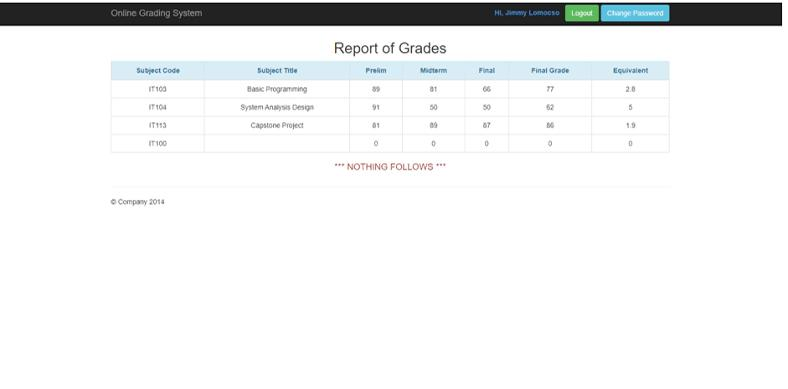 Online Grading System Hi, Jimmy Lomocso Logout Change Password
Report of Grades
Subject Code Subject Title Prelim Midterm Final Final Grade Equivalent
IT103 Basic Programming 89 81 66 77 2.8
IT104 System Analysis Design 91 50 50 62 5
IT113 Capstone Project 81 89 87 86 1.9
IT100 0 0 0 0 0
*** NOTHING FOLLOWS ***
© Company 2014